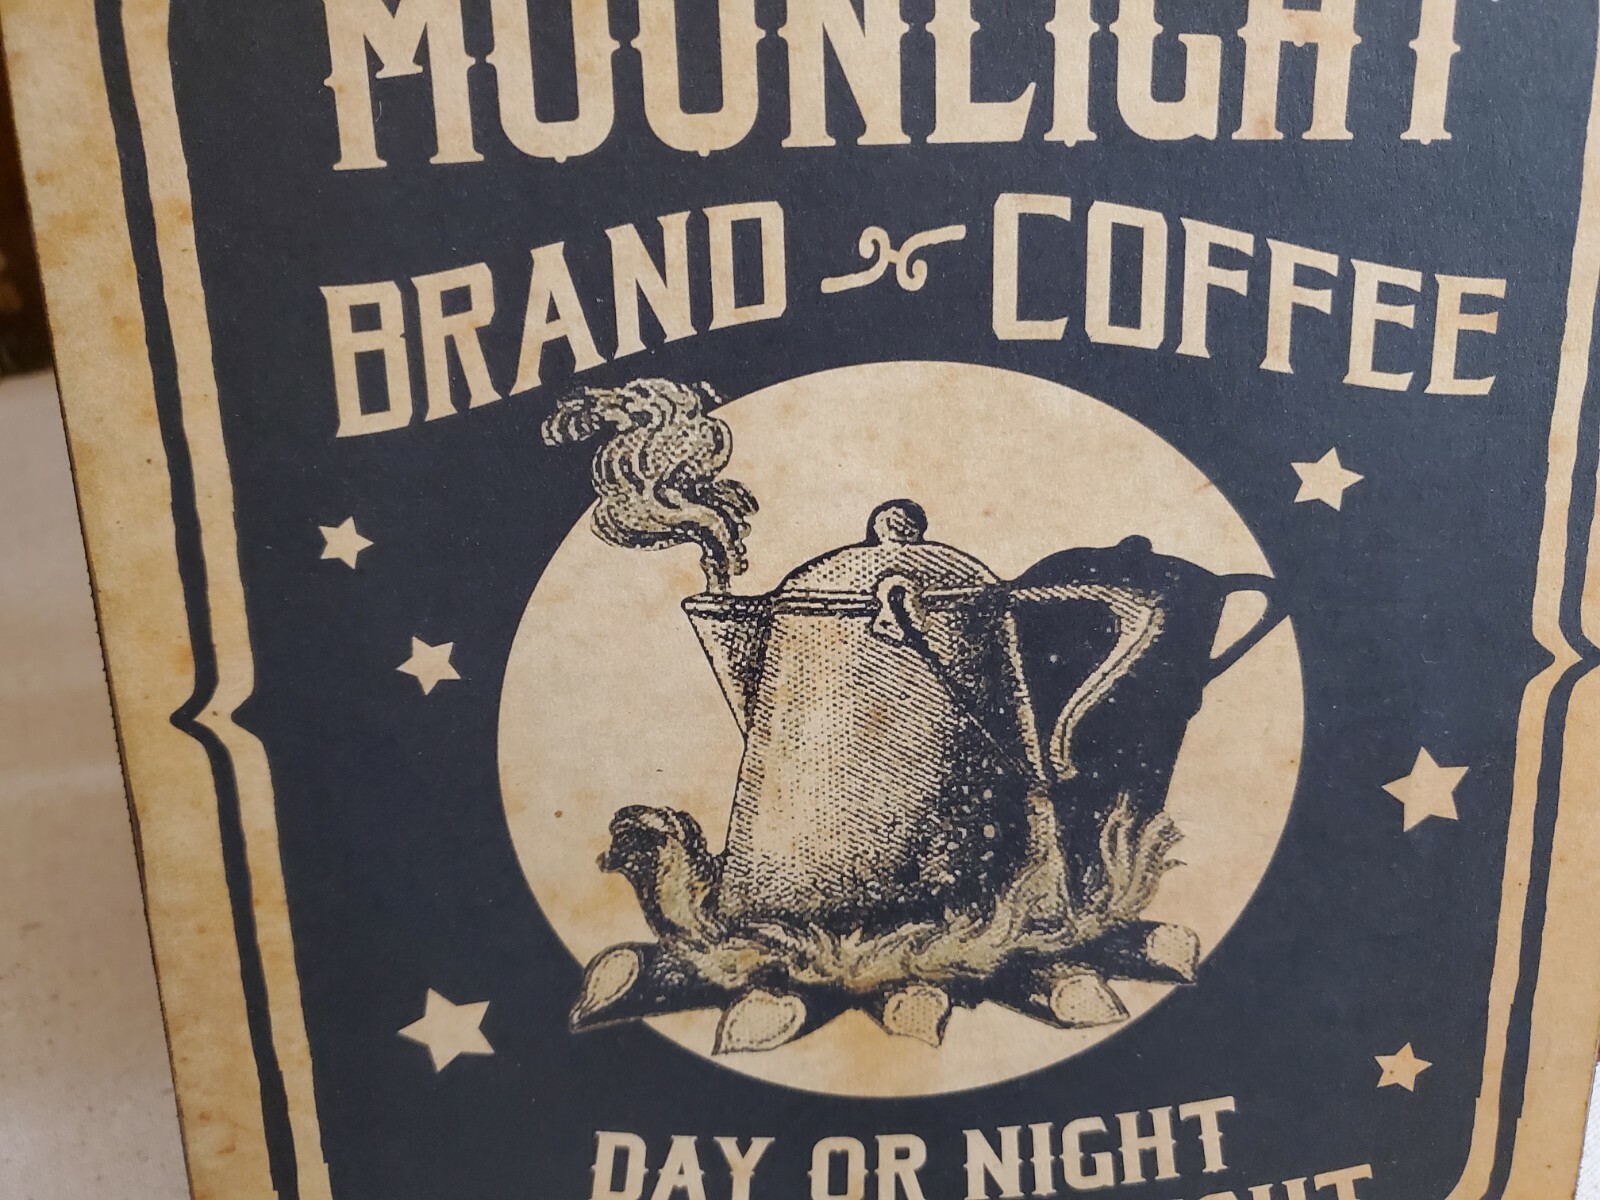 MOONLIGHT
BRAND COFFEE
DAY OR NIGHT